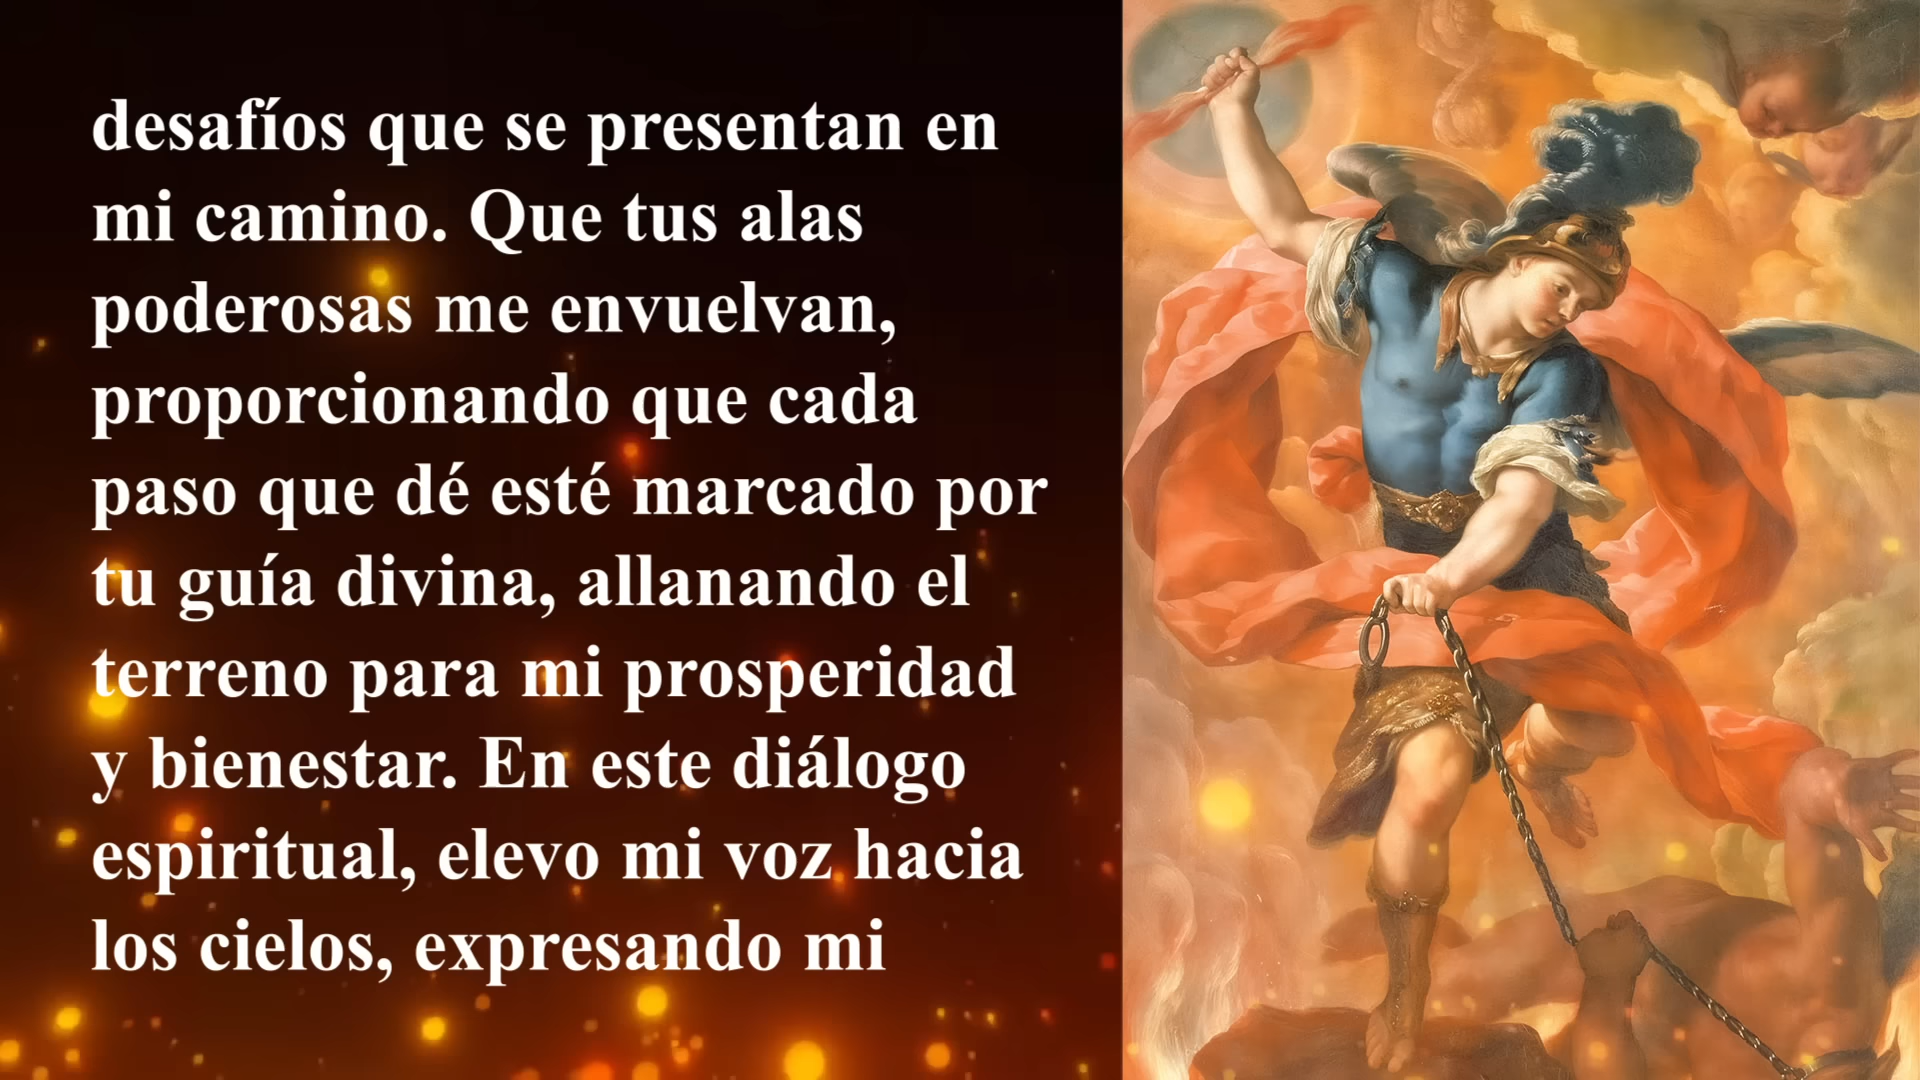 desafíos que se presentan en
mi camino. Que tus alas
poderosas me envuelvan,
proporcionando que cada
paso que dé esté marcado por
tu guía divina, allanando el
terreno para mi prosperidad
y bienestar. En este diálogo
espiritual, elevo mi voz hacia
los cielos, expresando mi